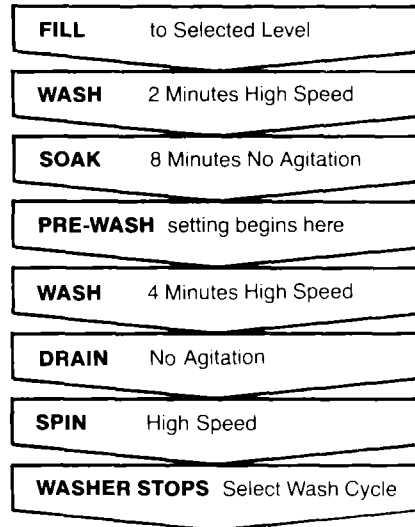 FILL to Selected Level
WASH 2 Minutes High Speed
SOAK 8 Minutes No Agitation
PRE-WASH setting begins here
WASH 4 Minutes High Speed
DRAIN No Agitation
SPIN High Speed
WASHER STOPS Select Wash Cycle